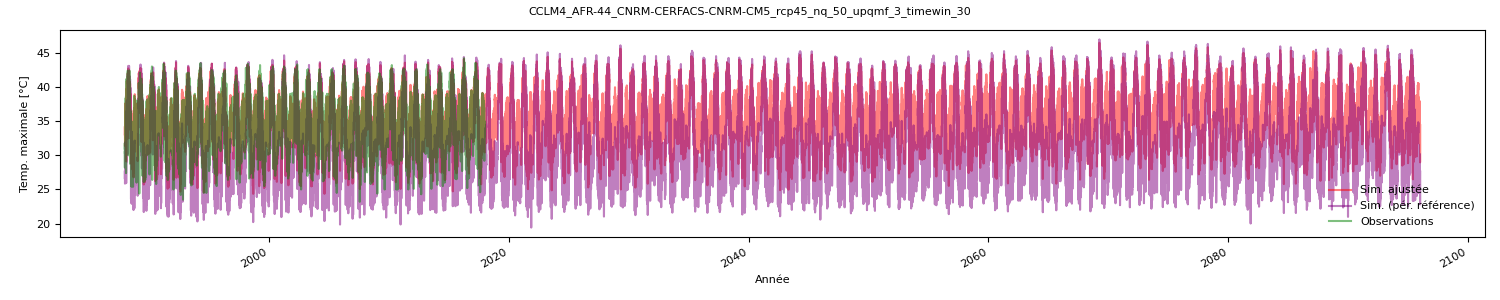 CCLM4_AFR-44_CNRM-CERFACS-CNRM-CM5_rcp45_nq_50_upqmf_3_timewin_30
Temp. maximale [°C]
45
40
35
30
25
20
Sim. ajustée
Sim. (pér. référence)
Observations
2000
2020
2040
2060
2080
2100
Année